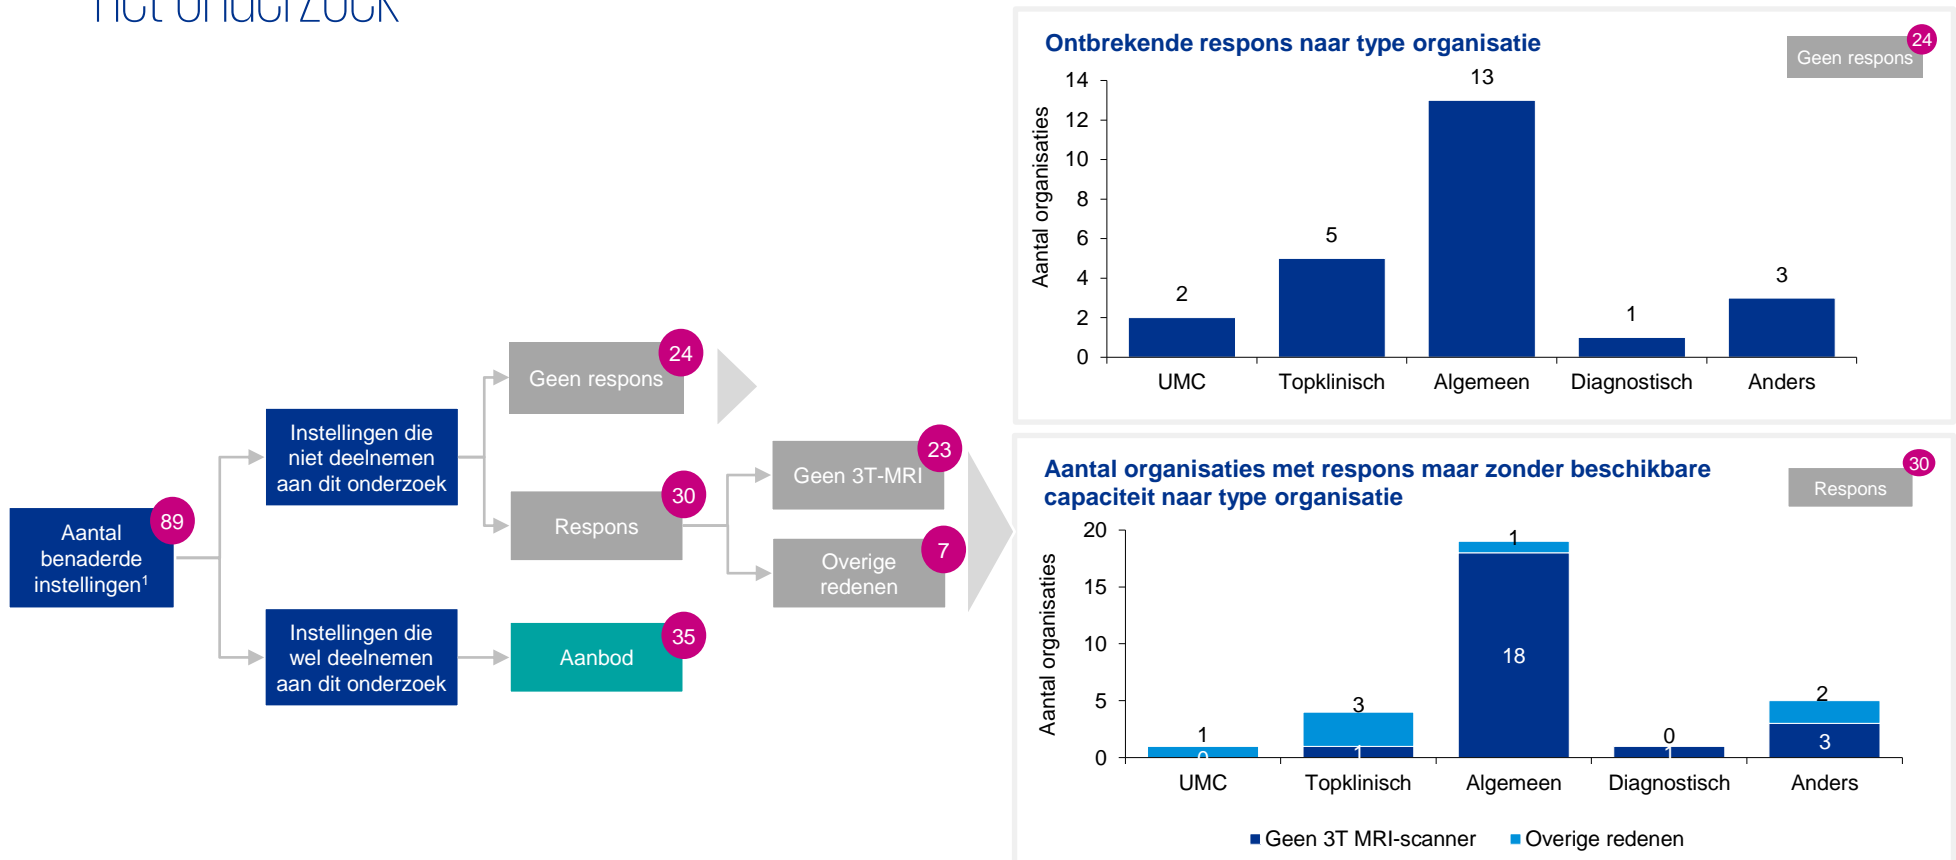 Het onderzoek
Aantal
benaderde
instellingen¹
89
Instellingen die
niet deelnemen
aan dit onderzoek
Instellingen die
wel deelnemen
aan dit onderzoek
Geen respons
24
Respons
30
Aanbod
35
Geen 3T-MRI
23
Overige
redenen
7
Ontbrekende respons naar type organisatie
Geen respons
24
Aantal organisaties
14
12
10
8
6
4
2
0
2
5
13
1
3
UMC
Topklinisch
Algemeen
Diagnostisch
Anders
Aantal organisaties met respons maar zonder beschikbare
capaciteit naar type organisatie
Respons
30
Aantal organisaties
20
15
10
5
0
1
0
3
1
1
18
0
1
2
3
UMC
Topklinisch
Algemeen
Diagnostisch
Anders
Geen 3T MRI-scanner
Overige redenen